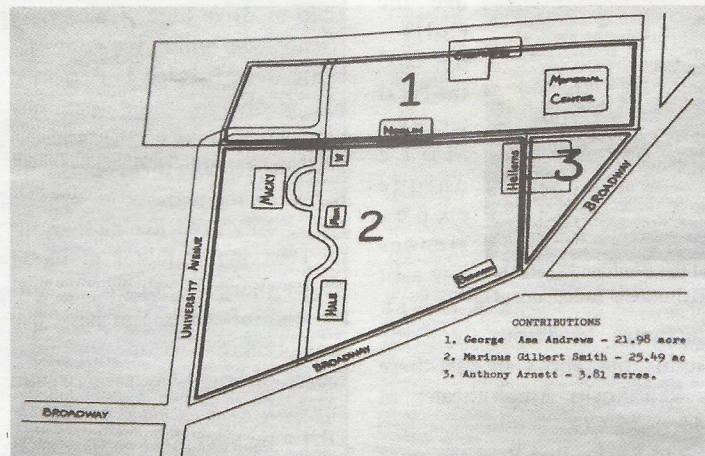 1
MEMORIAL
CENTER
NORLIN
3
Hellems
MACKY
2
BROADWAY
UNIVERSITY AVENUE
HALE
CONTRIBUTIONS
1. George Asa Andrews - 21.98 acre
2. Marinus Gilbert Smith - 25.49 ac
3. Anthony Arnett - 3.81 acres.
BROADWAY
BROADWAY